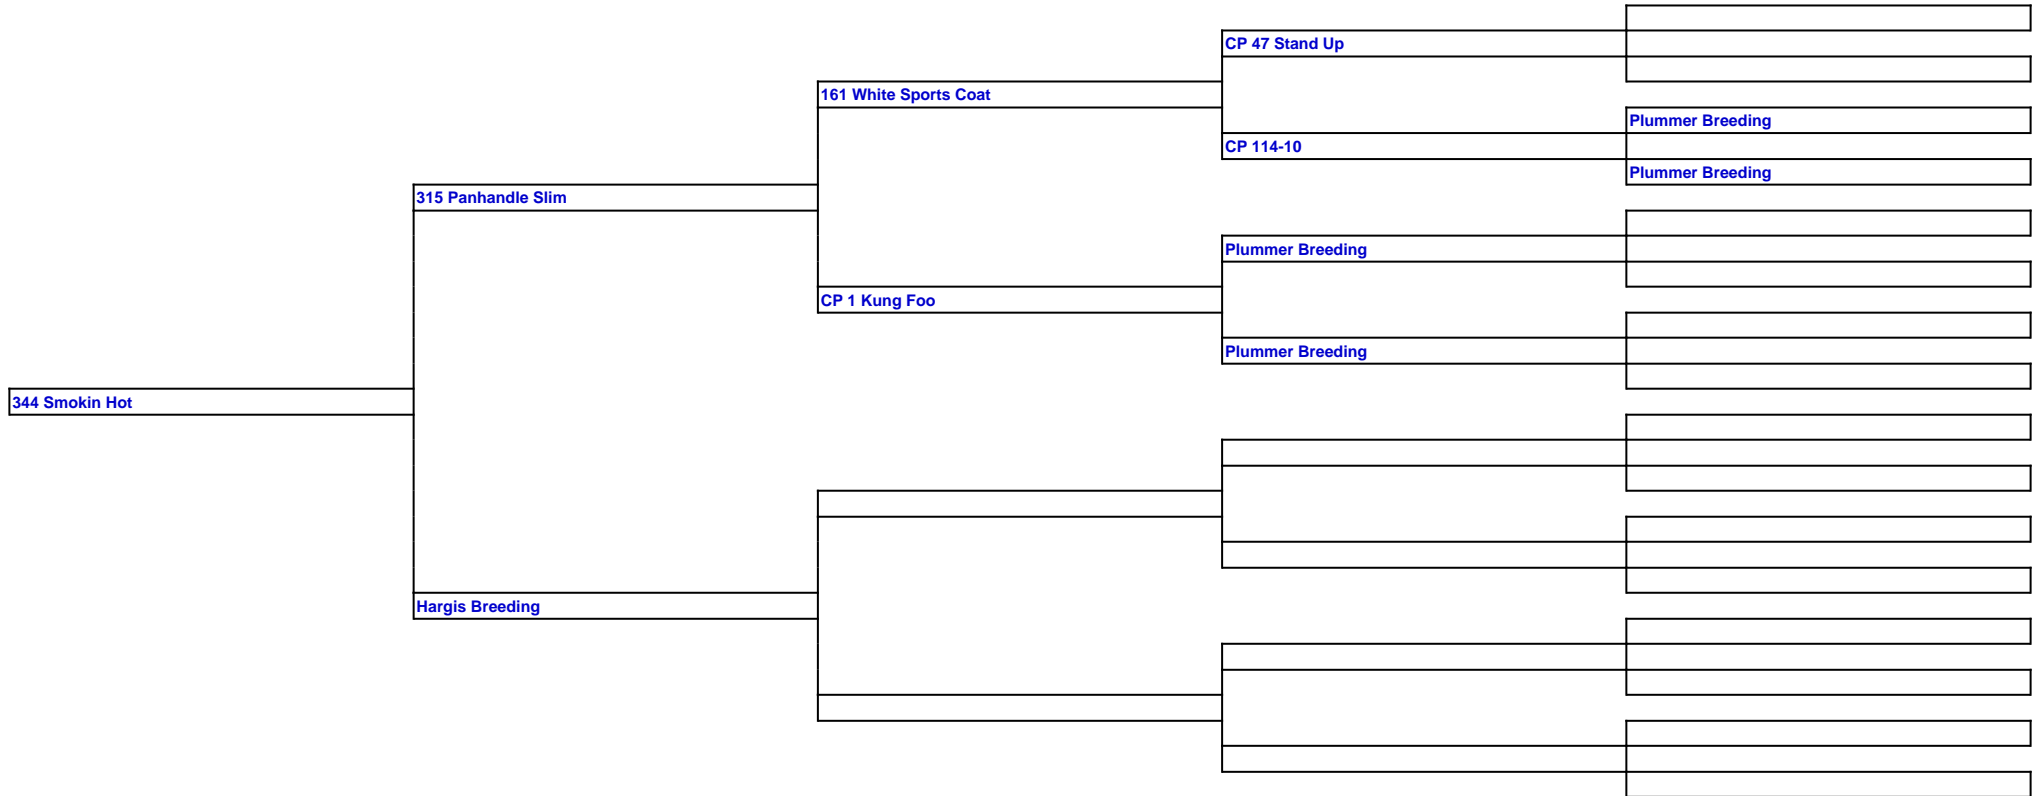 CP 47 Stand Up
161 White Sports Coat
Plummer Breeding
CP 114-10
Plummer Breeding
315 Panhandle Slim
Plummer Breeding
CP 1 Kung Foo
Plummer Breeding
344 Smokin Hot
Hargis Breeding